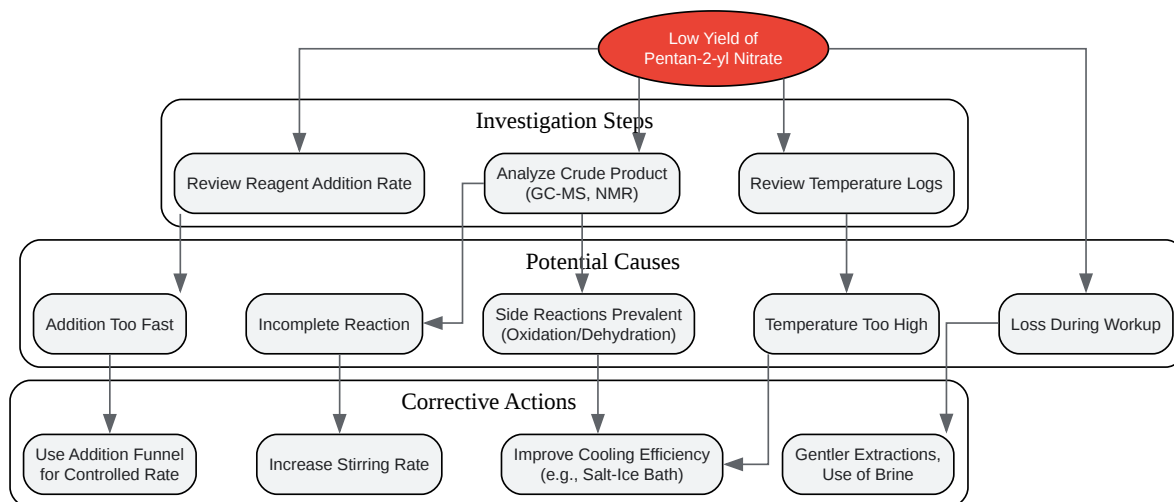 Low Yield of
Pentan-2-yl Nitrate
Investigation Steps
Review Reagent Addition Rate
Analyze Crude Product
(GC-MS, NMR)
Review Temperature Logs
Potential Causes
Addition Too Fast
Incomplete Reaction
Side Reactions Prevalent
(Oxidation/Dehydration)
Temperature Too High
Loss During Workup
Corrective Actions
Use Addition Funnel
for Controlled Rate
Increase Stirring Rate
Improve Cooling Efficiency
(e.g., Salt-Ice Bath)
Gentler Extractions,
Use of Brine